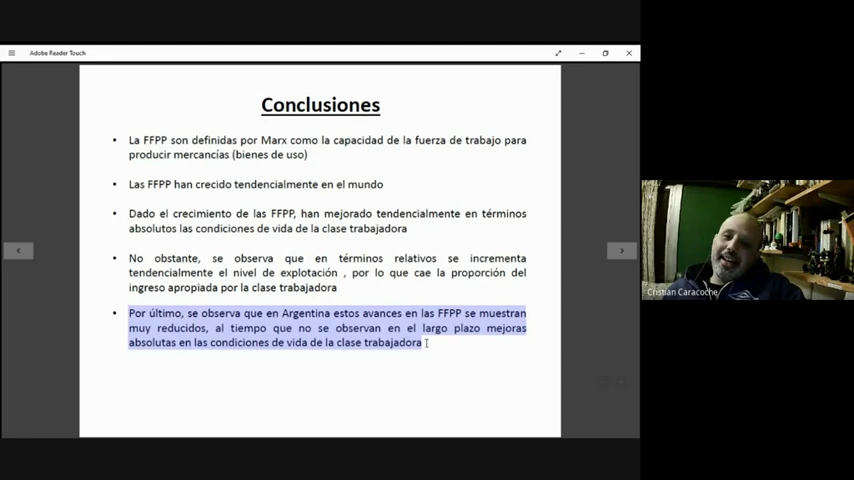 Adobe Reader Touch
Conclusiones
• La FFPP son definidas por Marx como la capacidad de la fuerza de trabajo para
producir mercancías (bienes de uso)
• Las FFPP han crecido tendencialmente en el mundo
• Dado el crecimiento de las FFPP, han mejorado tendencialmente en términos
absolutos las condiciones de vida de la clase trabajadora
• No obstante, se observa que en términos relativos se incrementa
tendencialmente el nivel de explotación , por lo que cae la proporción del
ingreso apropiada por la clase trabajadora
• Por último, se observa que en Argentina estos avances en las FFPP se muestran
muy reducidos, al tiempo que no se observan en el largo plazo mejoras
absolutas en las condiciones de vida de la clase trabajadora
Cristian Caracoche